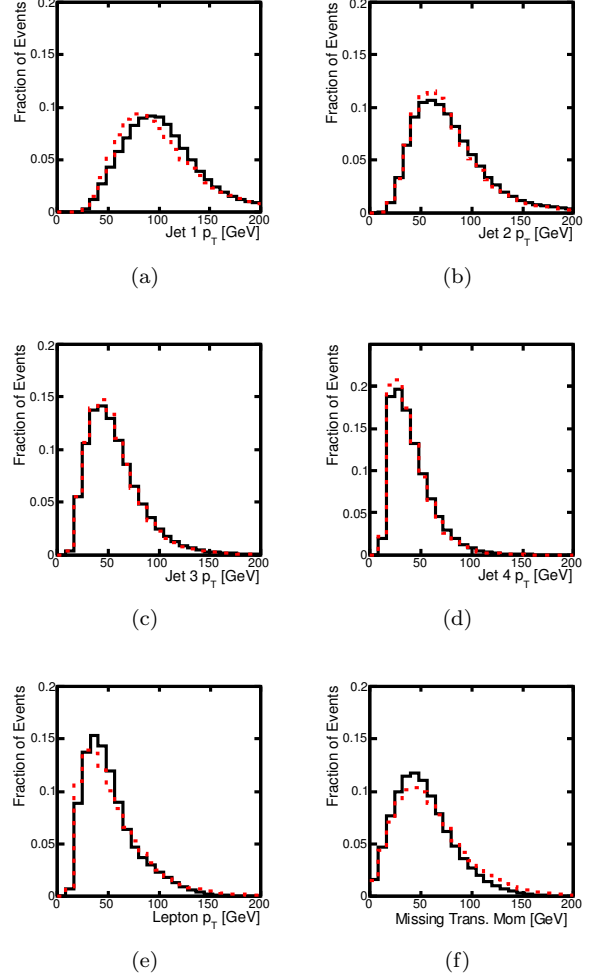 0.2
0.15
0.1
0.05
0
Fraction of Events
0 50 100 150 200
Jet 1 p_T [GeV]
(a)
0.2
0.15
0.1
0.05
0
Fraction of Events
0 50 100 150 200
Jet 2 p_T [GeV]
(b)
0.2
0.15
0.1
0.05
0
Fraction of Events
0 50 100 150 200
Jet 3 p_T [GeV]
(c)
0.2
0.2
0.15
0.1
0.05
0
Fraction of Events
0 50 100 150 200
Jet 4 p_T [GeV]
(d)
0.2
0.15
0.1
0.05
0
Fraction of Events
0 50 100 150 200
Lepton p_T [GeV]
(e)
0.2
0.15
0.1
0.05
0
Fraction of Events
0 50 100 150 200
Missing Trans. Mom [GeV]
(f)